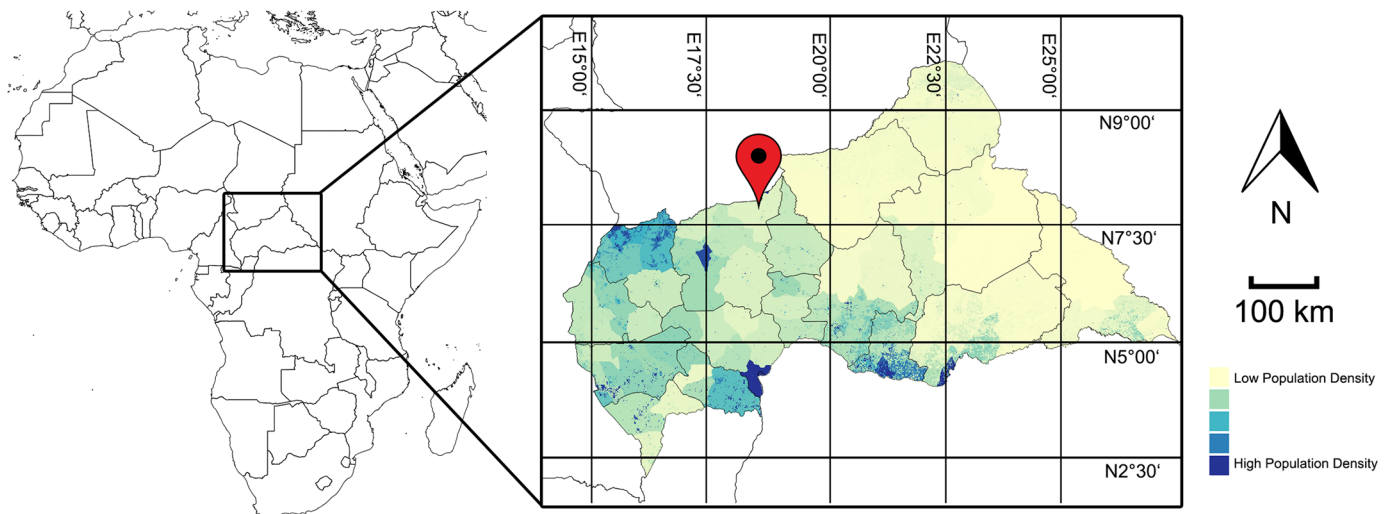 E15°00‘
E17°30‘
E20°00‘
E22°30‘
E25°00‘
N9°00‘
N7°30‘
N5°00‘
N2°30‘
N
100 km
Low Population Density
High Population Density